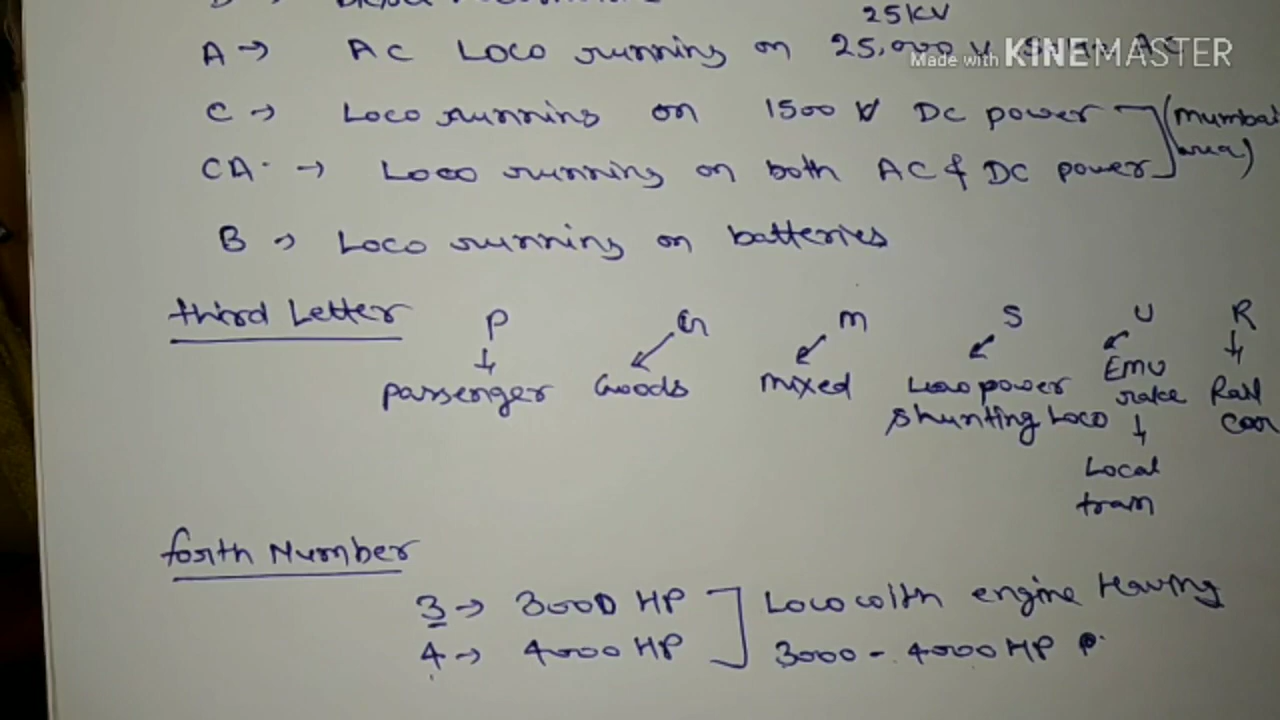 25KV
A → AC Loco running on 25,000 V AC
Made with KINEMASTER
C → Loco running on 1500 V DC power (mumbai
area)
CA → Loco running on both AC & DC power
B → Loco running on batteries
third Letter P G m S U R
passenger Goods mixed Low power EMU Rail
shunting Loco rake car
Local
train
forth Number
3 → 3000 HP Loco with engine Having
4 → 4000 HP 3000 - 4000 HP